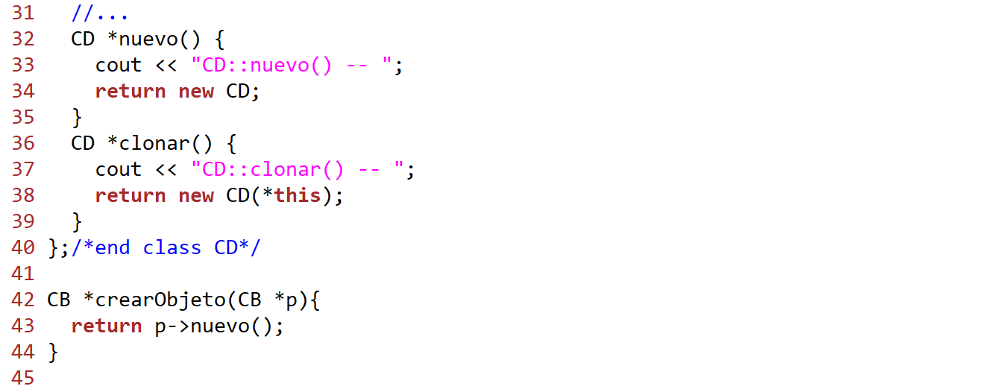 31   //...
32   CD *nuevo() {
33     cout << "CD::nuevo() -- ";
34     return new CD;
35   }
36   CD *clonar() {
37     cout << "CD::clonar() -- ";
38     return new CD(*this);
39   }
40 };/*end class CD*/
41
42 CB *crearObjeto(CB *p){
43   return p->nuevo();
44 }
45